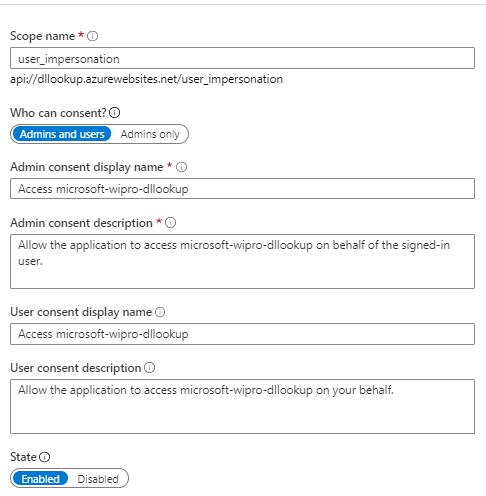 Scope name *
user_impersonation
api://dllookup.azurewebsites.net/user_impersonation
Who can consent?
Admins and users Admins only
Admin consent display name *
Access microsoft-wipro-dllookup
Admin consent description *
Allow the application to access microsoft-wipro-dllookup on behalf of the signed-in
user.
User consent display name
Access microsoft-wipro-dllookup
User consent description
Allow the application to access microsoft-wipro-dllookup on your behalf.
State
Enabled Disabled